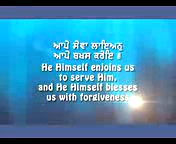 ਆਪੇ ਸੇਵਾ ਲਾਇਅਨੁ
ਆਪੇ ਬਖਸ ਕਰੇਇ ॥
He Himself enjoins us
to serve Him,
and He Himself blesses
us with forgiveness.